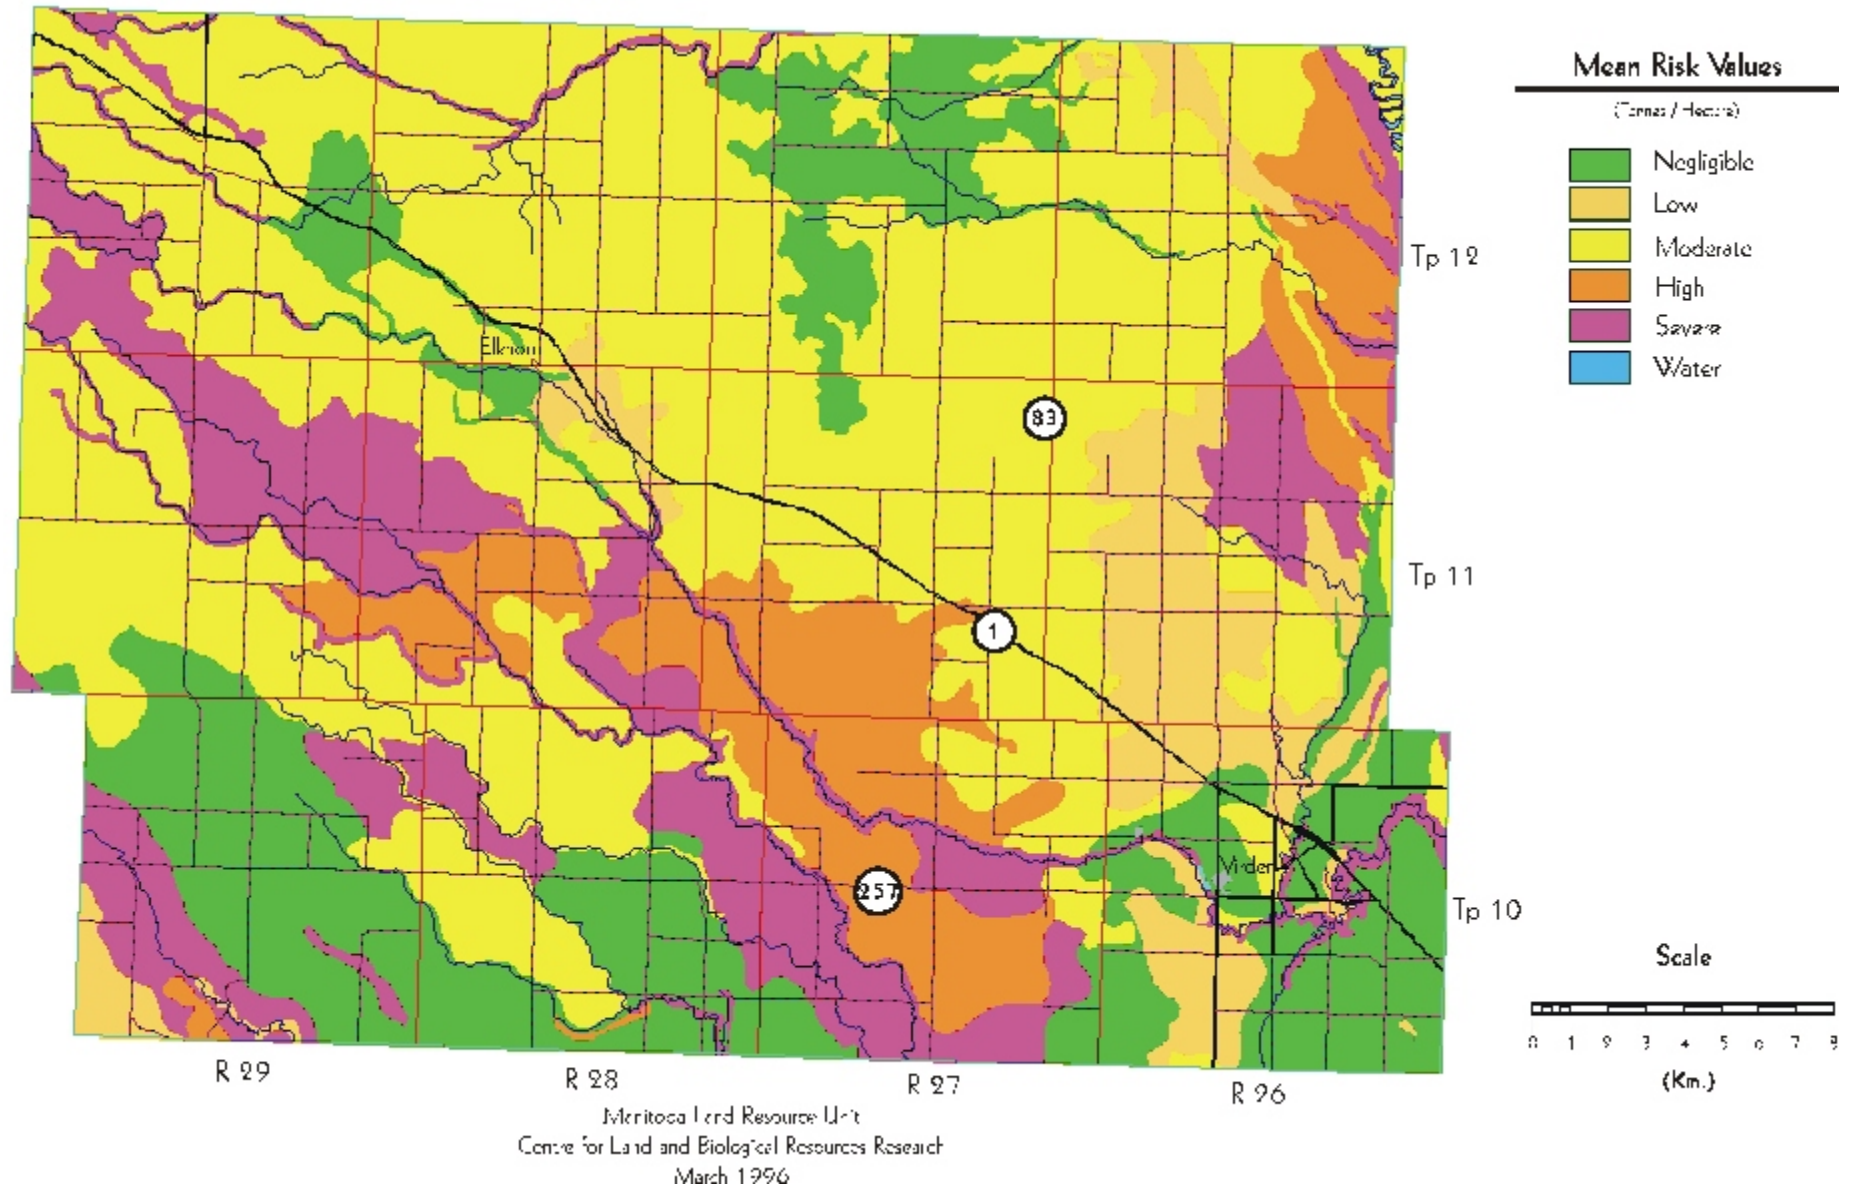 Mean Risk Values
(Tonnes / Hectare)
Negligible
Low
Moderate
High
Severe
Water
Elkhorn
83
Tp 12
1
Tp 11
Virden
257
Tp 10
Scale
0 1 2 3 4 5 6 7 8
(Km.)
R 29
R 28
R 27
R 26
Manitoba Land Resource Unit
Centre for Land and Biological Resources Research
March 1996